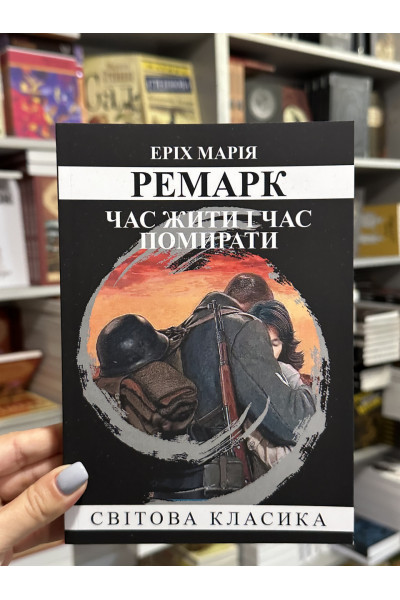 ЕРІХ МАРІЯ
РЕМАРК
ЧАС ЖИТИ І ЧАС
ПОМИРАТИ
СВІТОВА КЛАСИКА